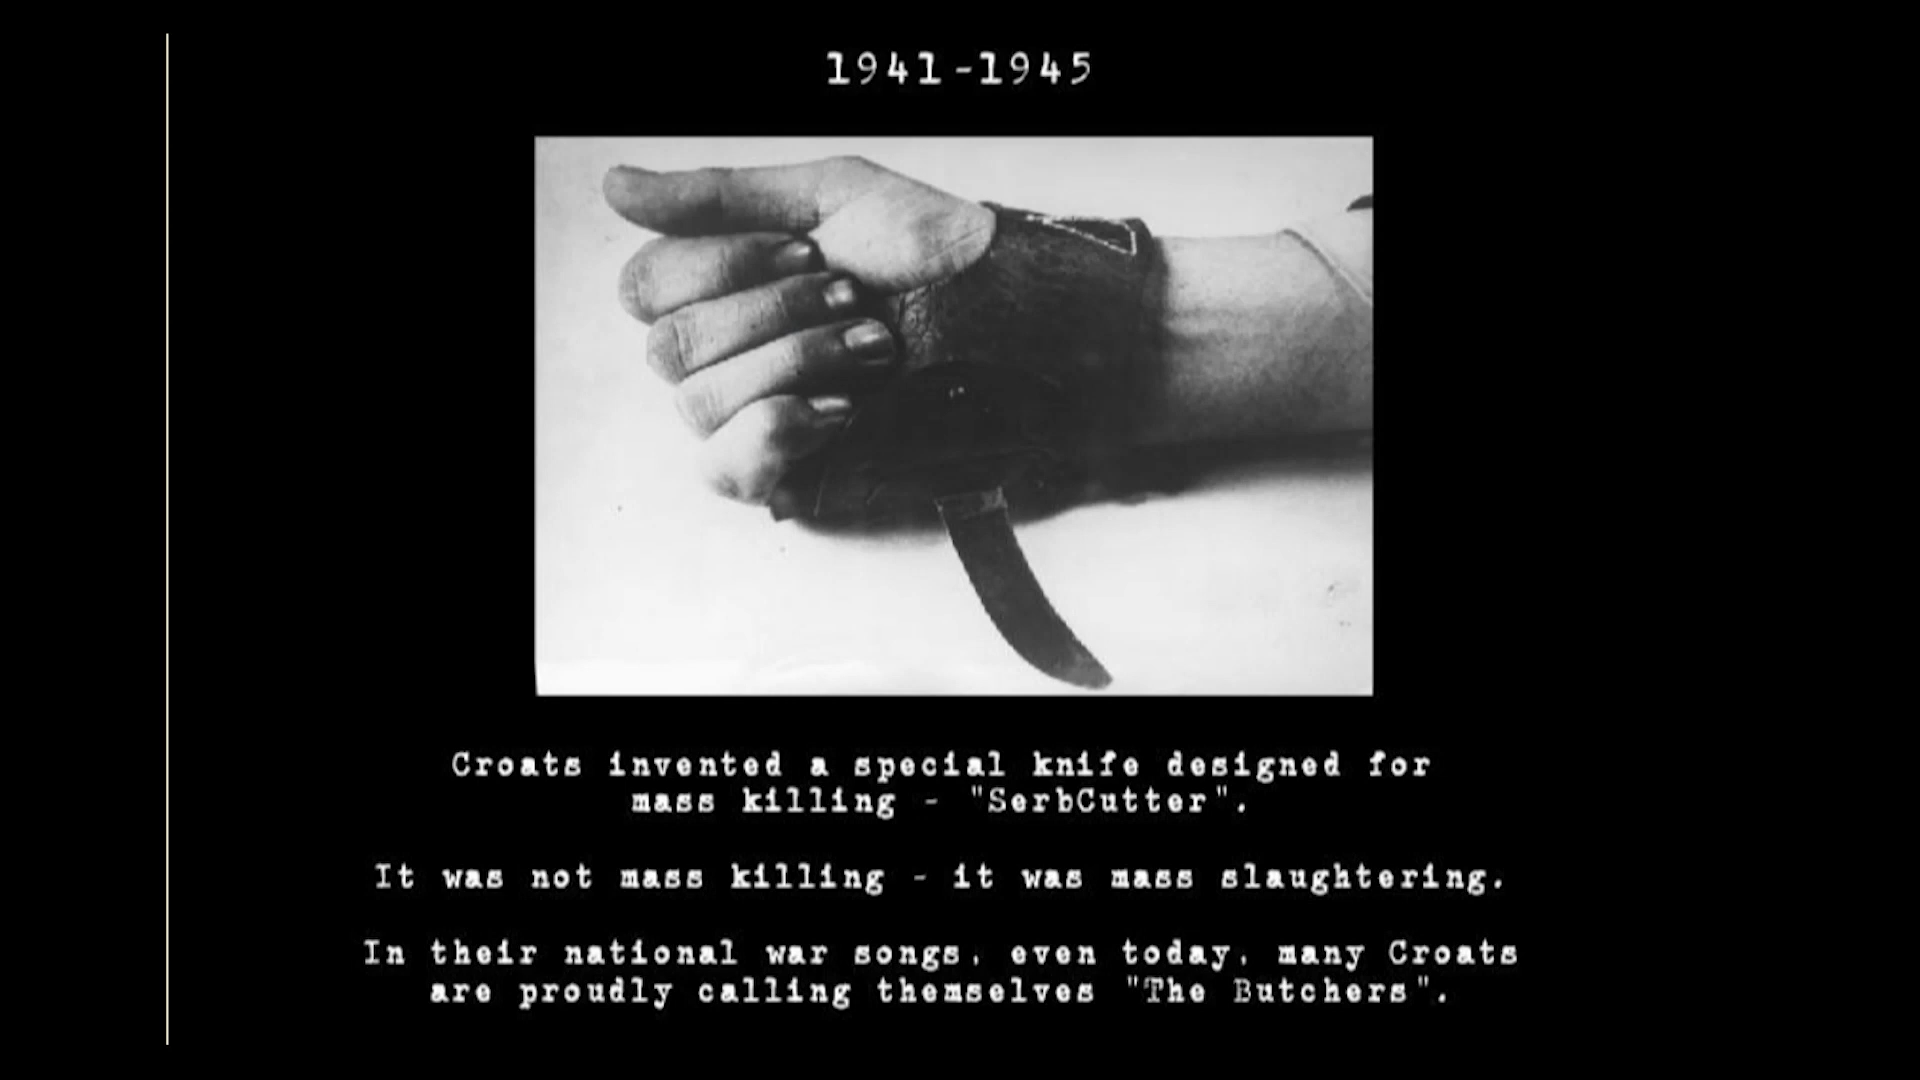 1941-1945
Croats invented a special knife designed for
mass killing - "SerbCutter".
It was not mass killing - it was mass slaughtering.
In their national war songs, even today, many Croats
are proudly calling themselves "The Butchers".